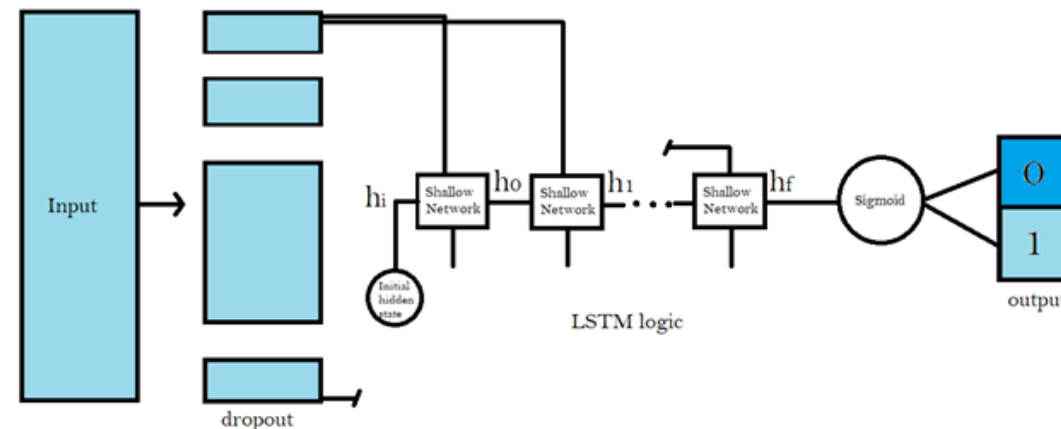 Input
dropout
hi
Shallow
Network
h0
Shallow
Network
h1
Shallow
Network
hf
Initial
hidden
state
LSTM logic
Sigmoid
0
1
output